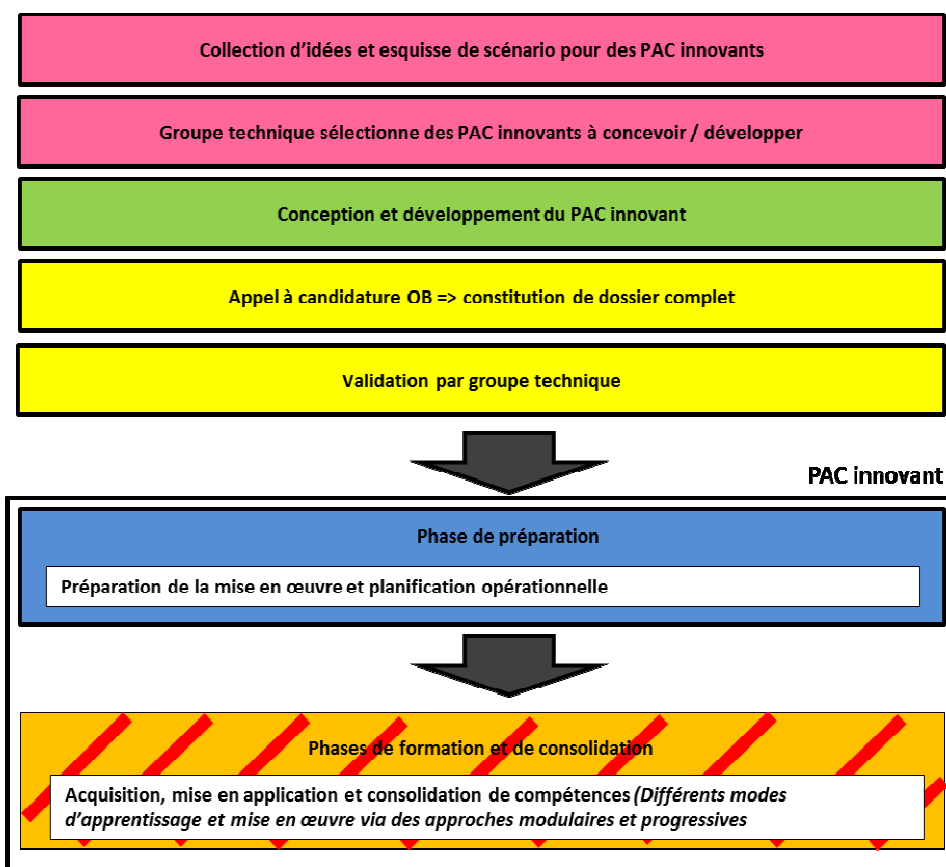 Collection d’idées et esquisse de scénario pour des PAC innovants
Groupe technique sélectionne des PAC innovants à concevoir / développer
Conception et développement du PAC innovant
Appel à candidature OB => constitution de dossier complet
Validation par groupe technique
PAC innovant
Phase de préparation
Préparation de la mise en œuvre et planification opérationnelle
Phases de formation et de consolidation
Acquisition, mise en application et consolidation de compétences (Différents modes
d’apprentissage et mise en œuvre via des approches modulaires et progressives